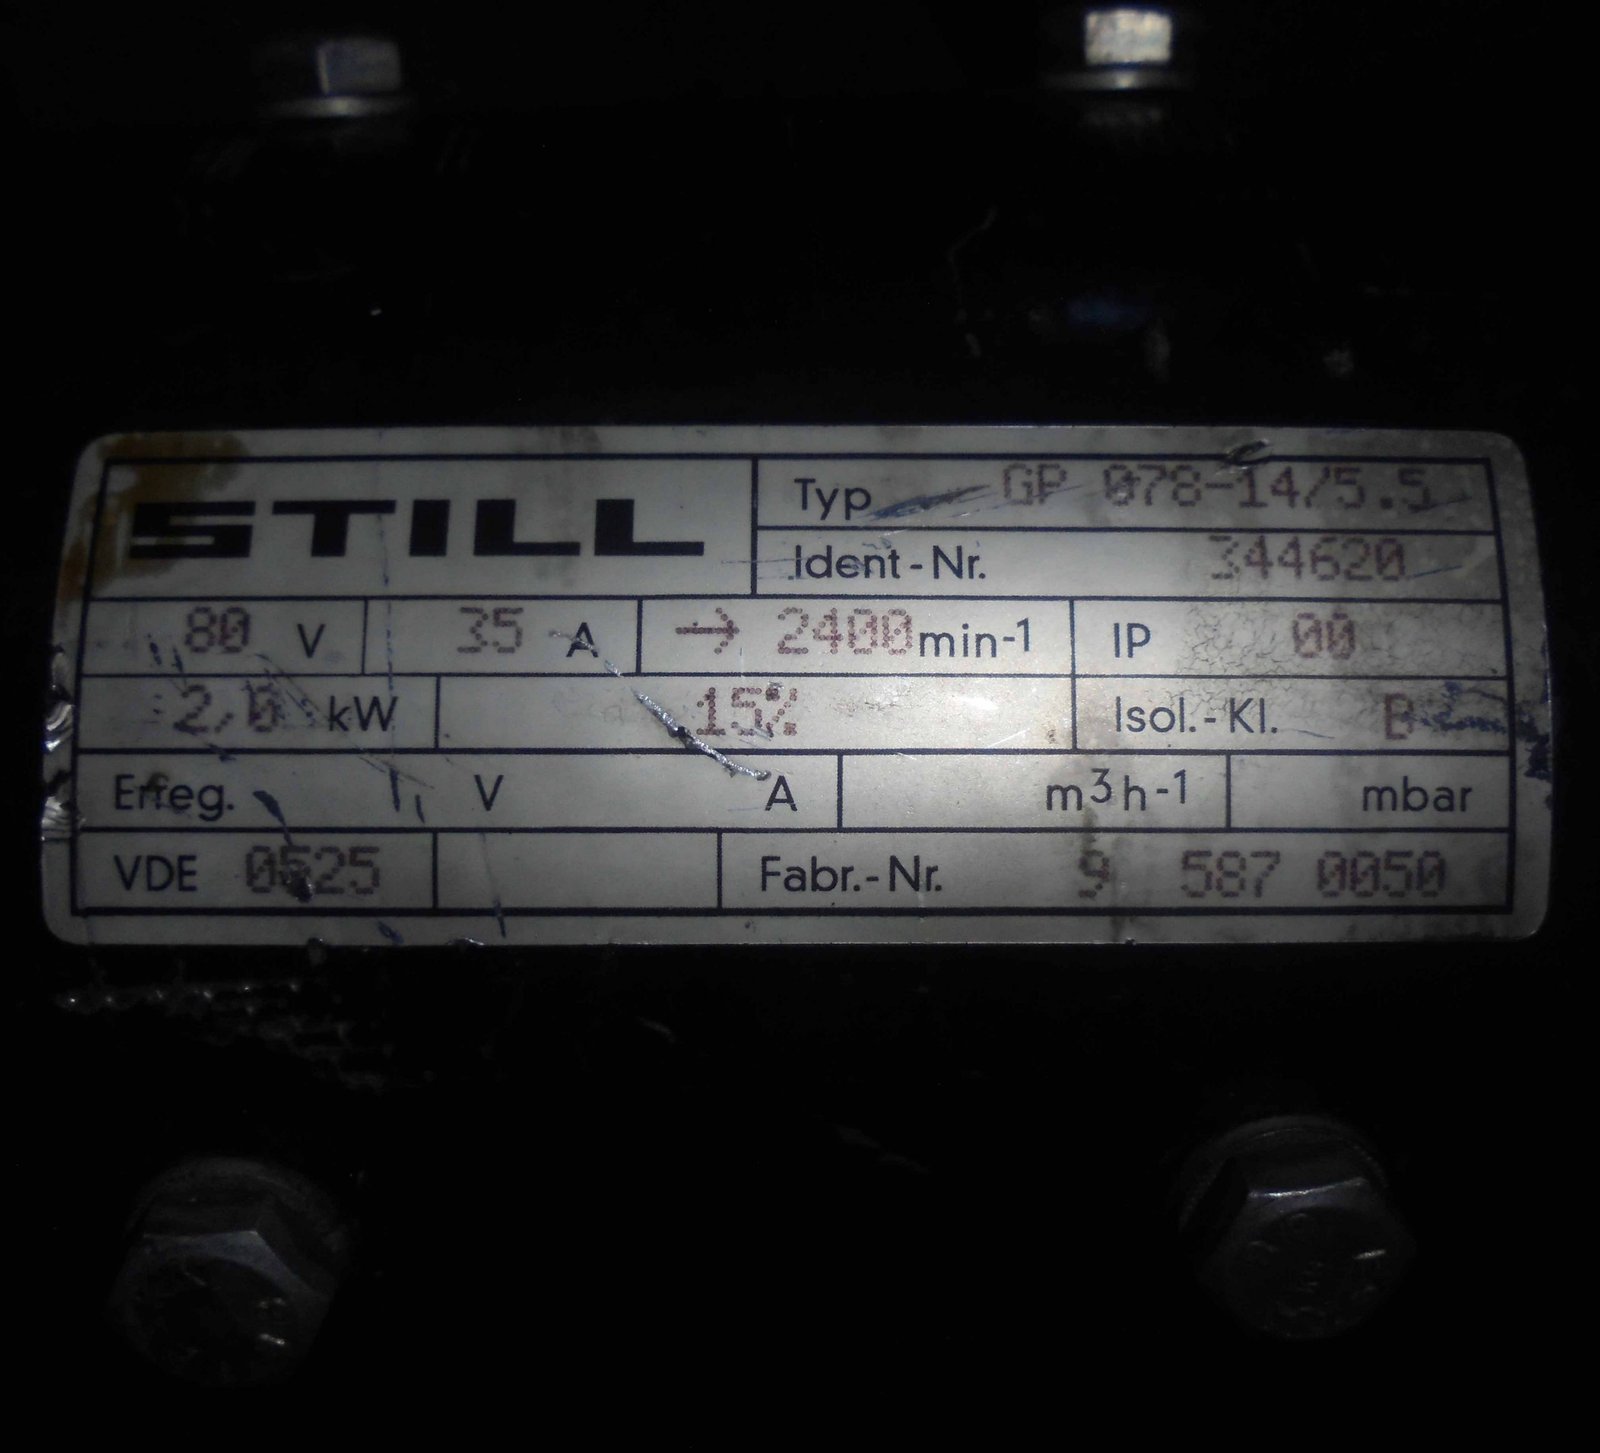 STILL
Typ GP 078-14/5.5
Ident-Nr. 344620
80 V 35 A → 2400 min-1 IP 00
2,0 kW 15% Isol.-Kl. B
Erreg. V A m3h-1 mbar
VDE 0525 Fabr.-Nr. 9 587 0050